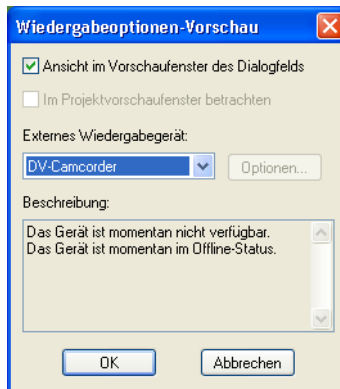 Wiedergabeoptionen-Vorschau
Ansicht im Vorschaufenster des Dialogfelds
Im Projektvorschaufenster betrachten
Externes Wiedergabegerät:
DV-Camcorder
Optionen...
Beschreibung:
Das Gerät ist momentan nicht verfügbar.
Das Gerät ist momentan im Offline-Status.
OK
Abbrechen